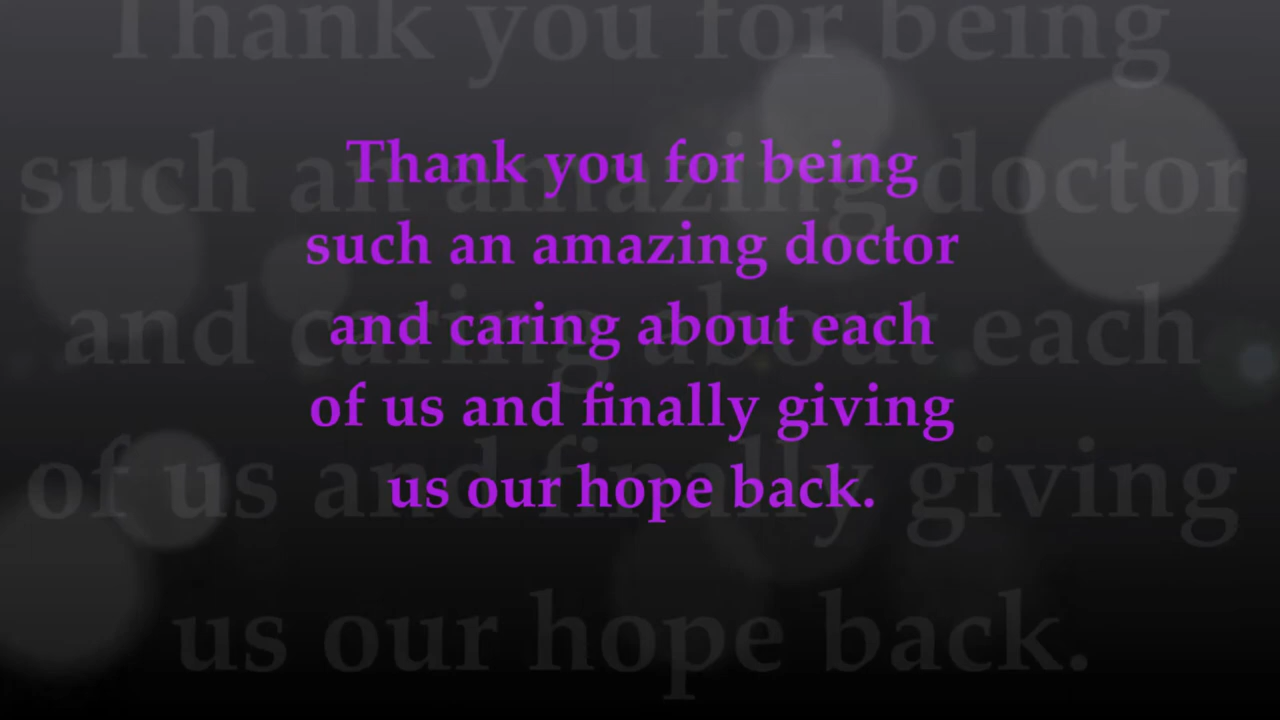 Thank you for being
such an amazing doctor
and caring about each
of us and finally giving
us our hope back.